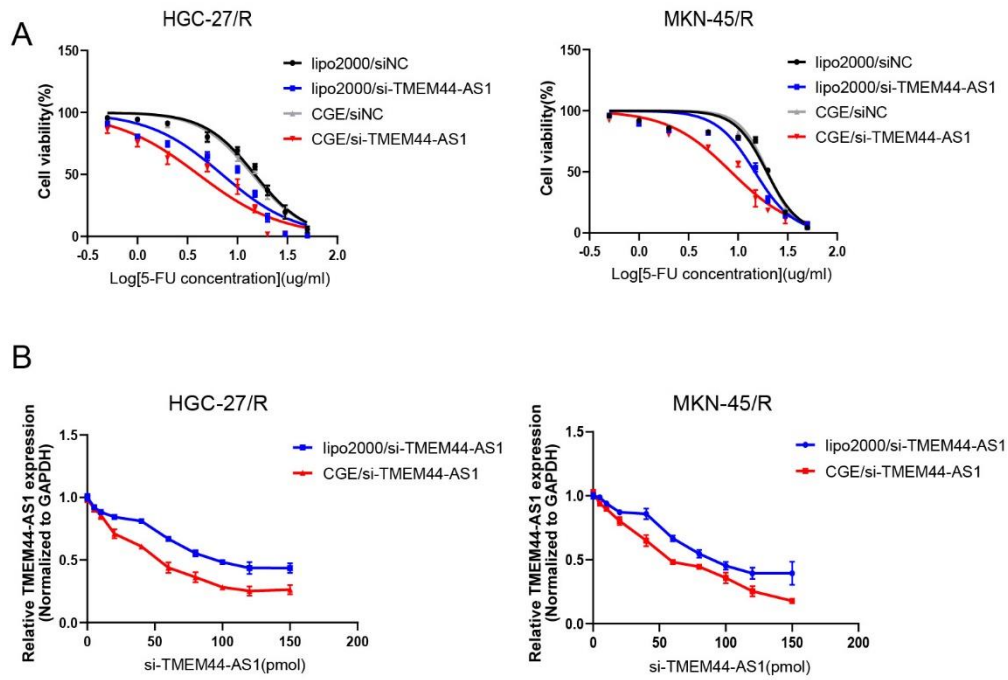 A
HGC-27/R
MKN-45/R
Cell viability(%)
150
100
50
0
-0.5
0.0
0.5
1.0
1.5
2.0
Log[5-FU concentration](ug/ml)
lipo2000/siNC
lipo2000/si-TMEM44-AS1
CGE/siNC
CGE/si-TMEM44-AS1
Cell viability(%)
150
100
50
0
-0.5
0.0
0.5
1.0
1.5
2.0
Log[5-FU concentration](ug/ml)
lipo2000/siNC
lipo2000/si-TMEM44-AS1
CGE/siNC
CGE/si-TMEM44-AS1
B
HGC-27/R
MKN-45/R
Relative TMEM44-AS1 expression
(Normalized to GAPDH)
1.5
1.0
0.5
0.0
0
50
100
150
200
si-TMEM44-AS1(pmol)
lipo2000/si-TMEM44-AS1
CGE/si-TMEM44-AS1
Relative TMEM44-AS1 expression
(Normalized to GAPDH)
1.5
1.0
0.5
0.0
0
50
100
150
200
si-TMEM44-AS1(pmol)
lipo2000/si-TMEM44-AS1
CGE/si-TMEM44-AS1